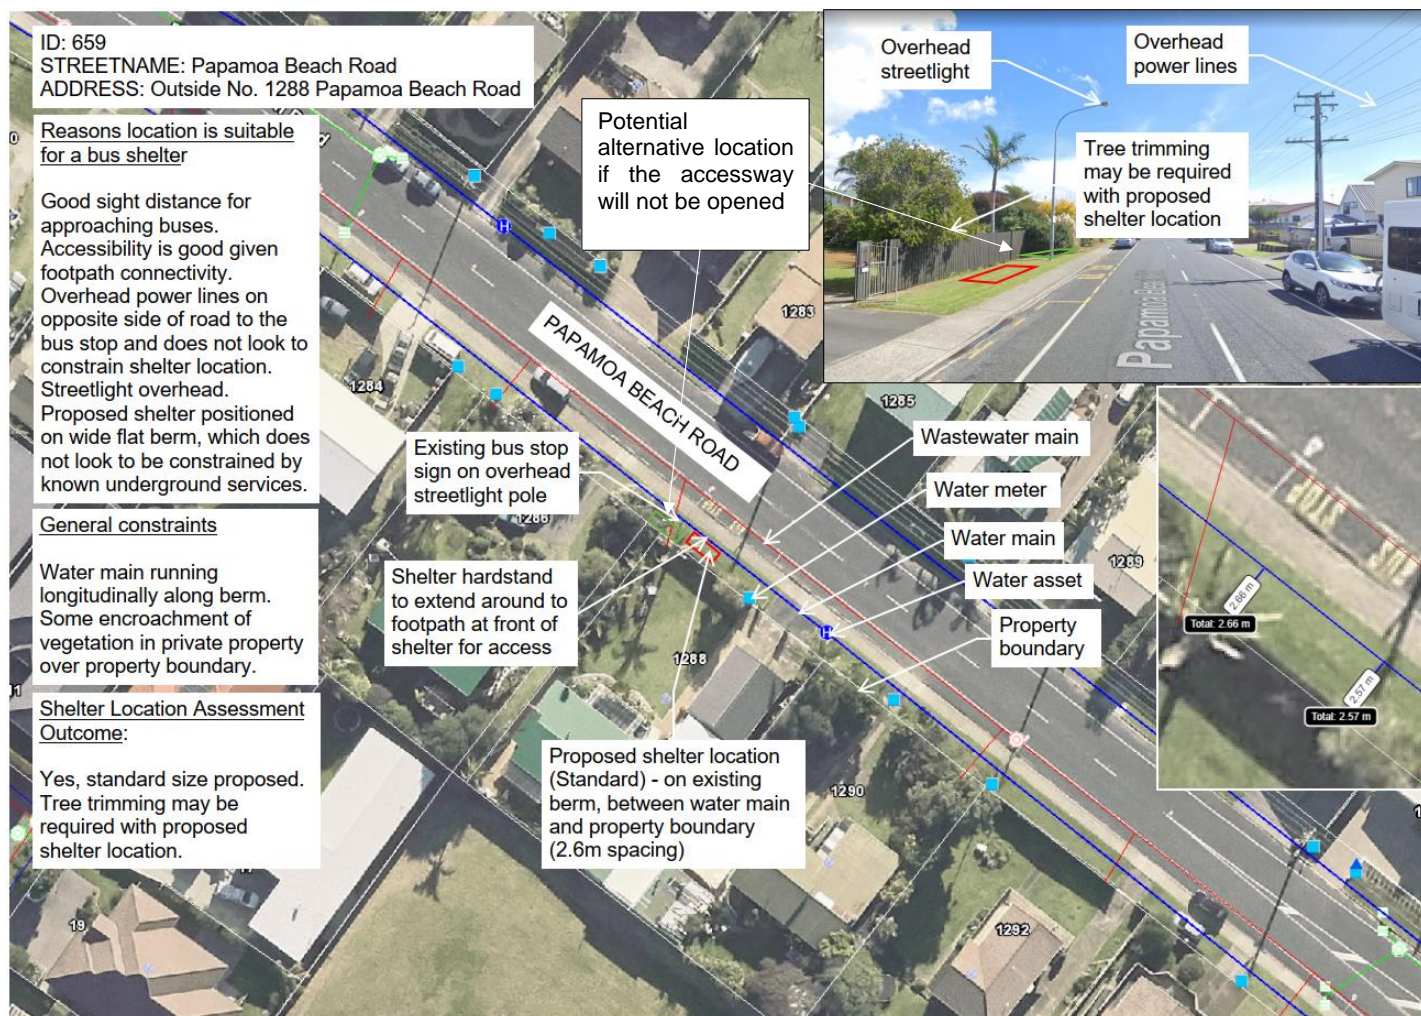 ID: 659
STREETNAME: Papamoa Beach Road
ADDRESS: Outside No. 1288 Papamoa Beach Road
Reasons location is suitable
for a bus shelter
Good sight distance for
approaching buses.
Accessibility is good given
footpath connectivity.
Overhead power lines on
opposite side of road to the
bus stop and does not look to
constrain shelter location.
Streetlight overhead.
Proposed shelter positioned
on wide flat berm, which does
not look to be constrained by
known underground services.
General constraints
Water main running
longitudinally along berm.
Some encroachment of
vegetation in private property
over property boundary.
Shelter Location Assessment
Outcome:
Yes, standard size proposed.
Tree trimming may be
required with proposed
shelter location.
Potential
alternative location
if the accessway
will not be opened
Overhead
streetlight
Overhead
power lines
Tree trimming
may be required
with proposed
shelter location
Papamoa Beach Rd
PAPAMOA BEACH ROAD
H
1283
1284
1285
Existing bus stop
sign on overhead
streetlight pole
1286
Shelter hardstand
to extend around to
footpath at front of
shelter for access
1288
Proposed shelter location
(Standard) - on existing
berm, between water main
and property boundary
(2.6m spacing)
Wastewater main
Water meter
Water main
Water asset
Property
boundary
H
1289
1290
1292
19
2.66 m
Total: 2.66 m
2.57 m
Total: 2.57 m